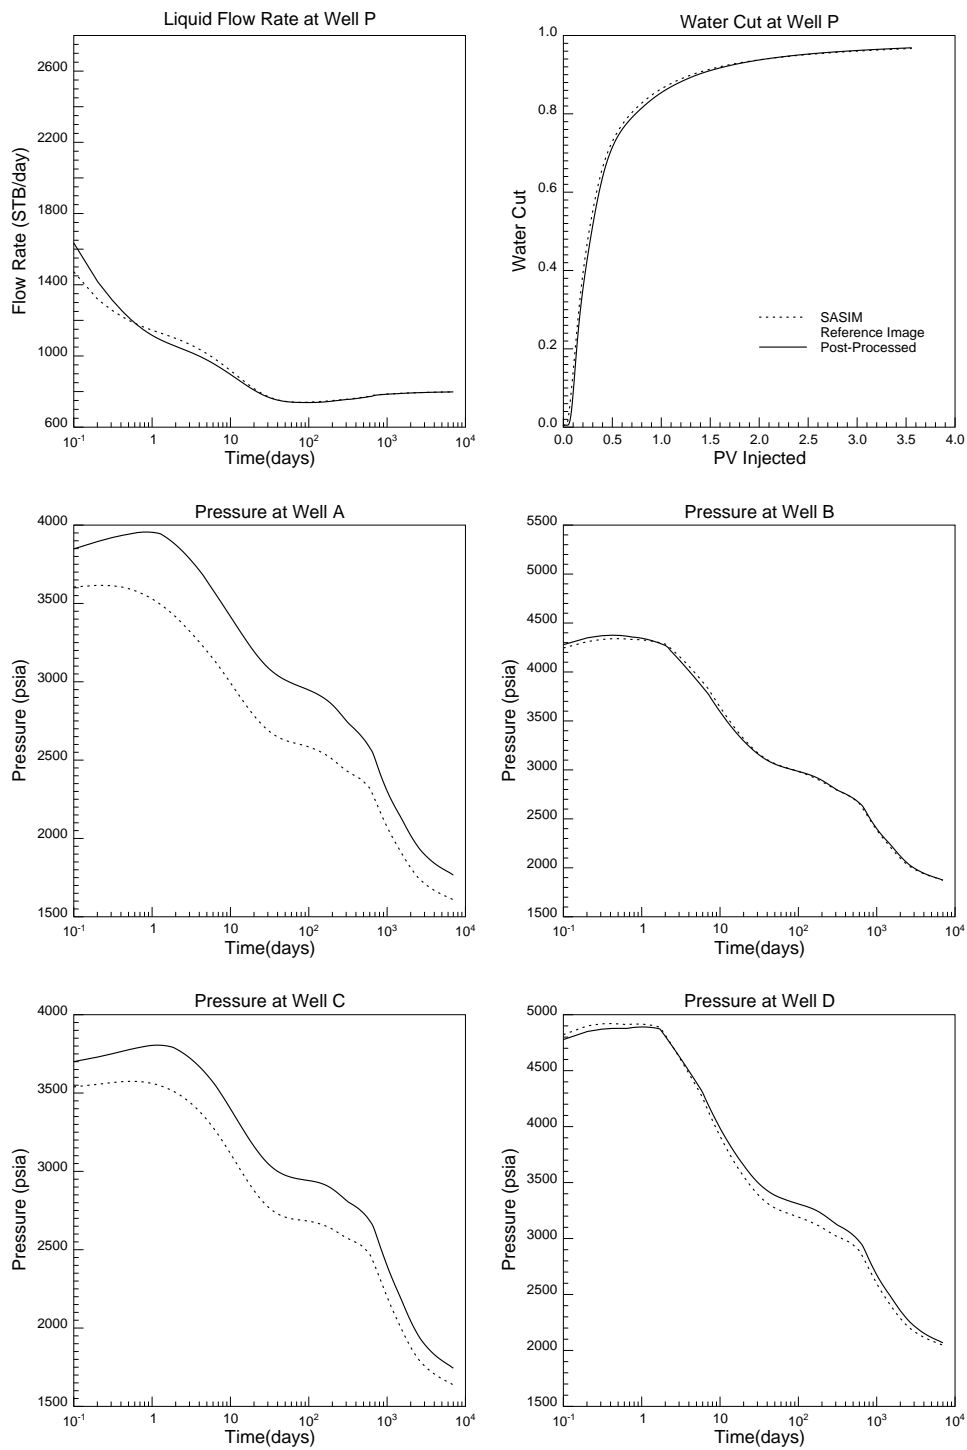 Liquid Flow Rate at Well P
Flow Rate (STB/day)
2600
2200
1800
1400
1000
600
10-1 1 10 10² 10³ 10⁴
Time(days)
Water Cut at Well P
Water Cut
1.0
0.8
0.6
0.4
0.2
0.0
SASIM
Reference Image
Post-Processed
0.0 0.5 1.0 1.5 2.0 2.5 3.0 3.5 4.0
PV Injected
Pressure at Well A
Pressure (psia)
4000
3500
3000
2500
2000
1500
10-1 1 10 10² 10³ 10⁴
Time(days)
Pressure at Well B
Pressure (psia)
5500
5000
4500
4000
3500
3000
2500
2000
1500
10-1 1 10 10² 10³ 10⁴
Time(days)
Pressure at Well C
Pressure (psia)
4000
3500
3000
2500
2000
1500
10-1 1 10 10² 10³ 10⁴
Time(days)
Pressure at Well D
Pressure (psia)
5000
4500
4000
3500
3000
2500
2000
1500
10-1 1 10 10² 10³ 10⁴
Time(days)